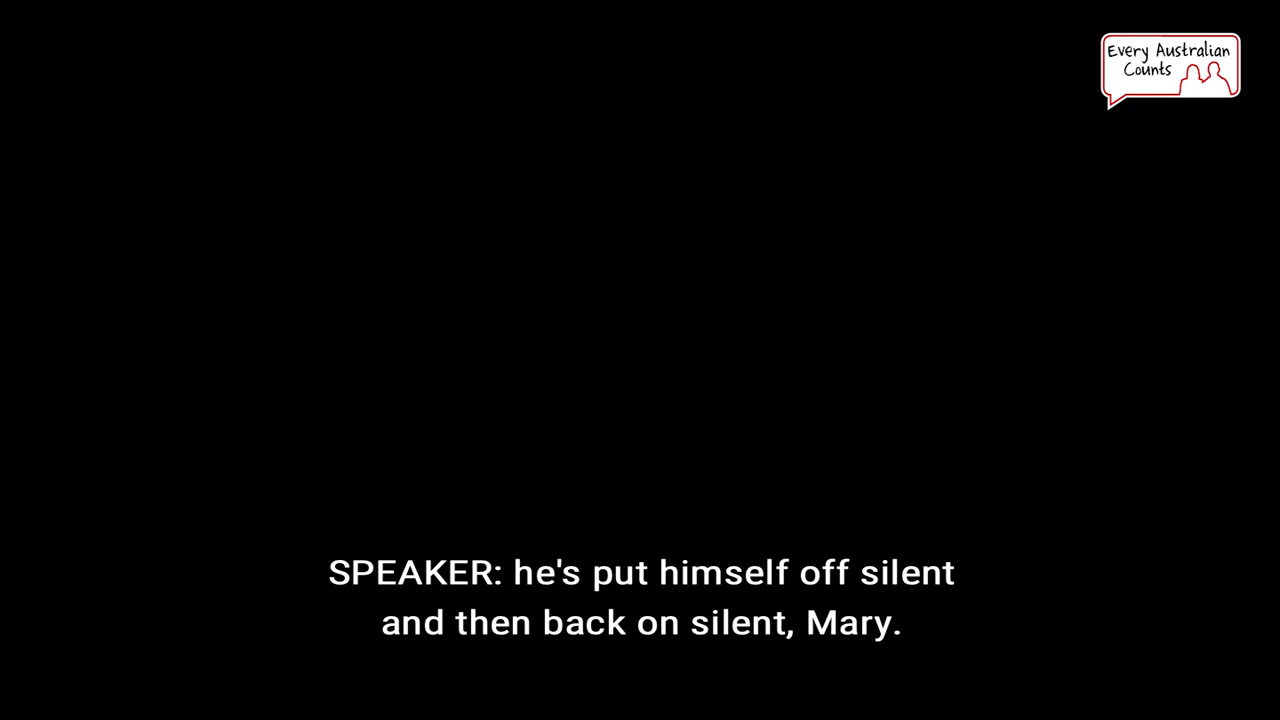 Every Australian
Counts
SPEAKER: he's put himself off silent
and then back on silent, Mary.